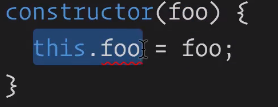 constructor(foo) {
this.foo = foo;
}